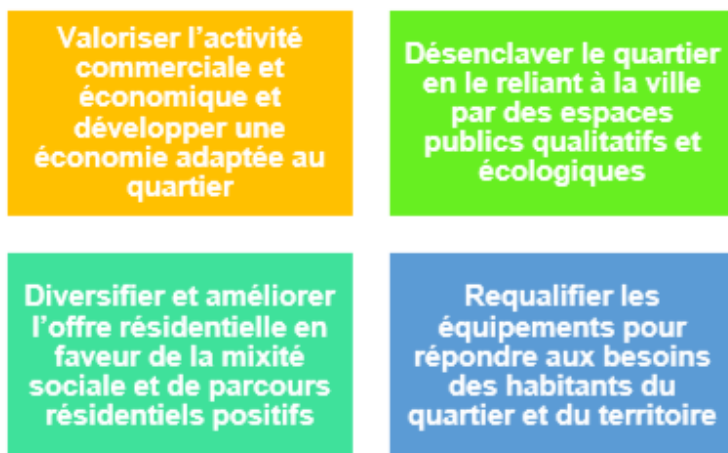 Valoriser l'activité
commerciale et
économique et
développer une
économie adaptée au
quartier
Désenclaver le quartier
en le reliant à la ville
par des espaces
publics qualitatifs et
écologiques
Diversifier et améliorer
l'offre résidentielle en
faveur de la mixité
sociale et de parcours
résidentiels positifs
Requalifier les
équipements pour
répondre aux besoins
des habitants du
quartier et du territoire